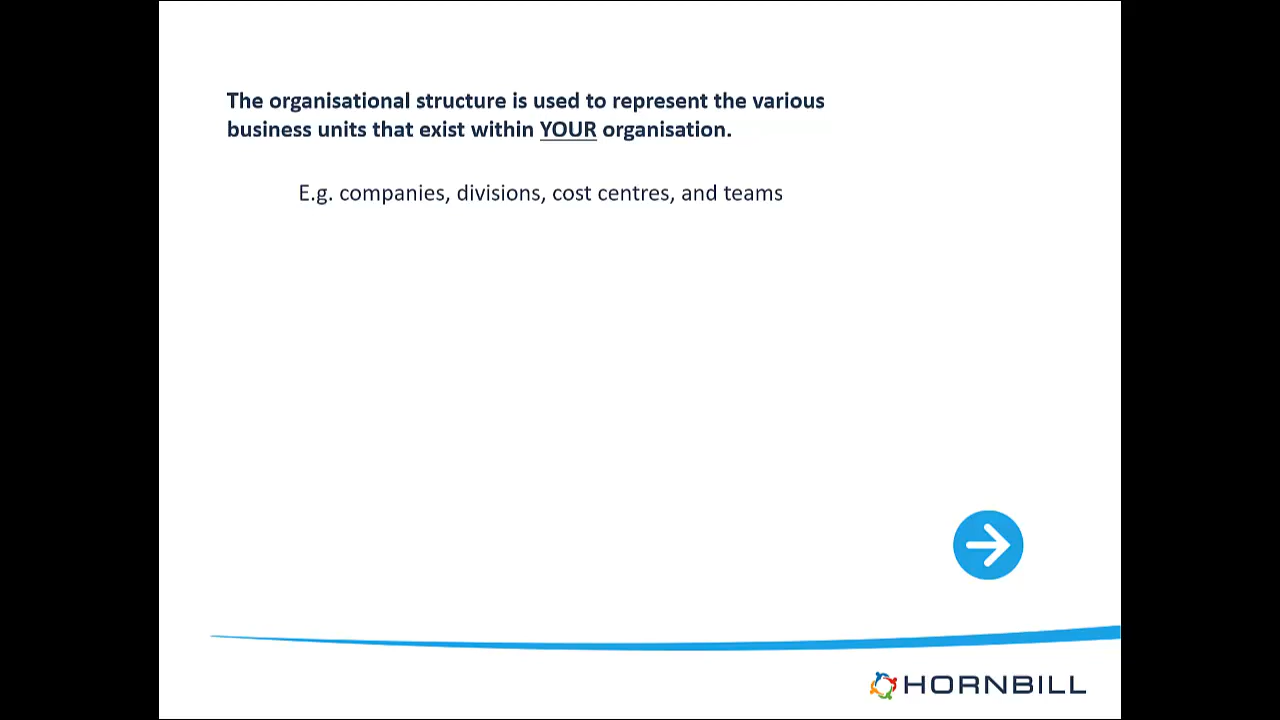 The organisational structure is used to represent the various
business units that exist within YOUR organisation.
E.g. companies, divisions, cost centres, and teams
HORNBILL